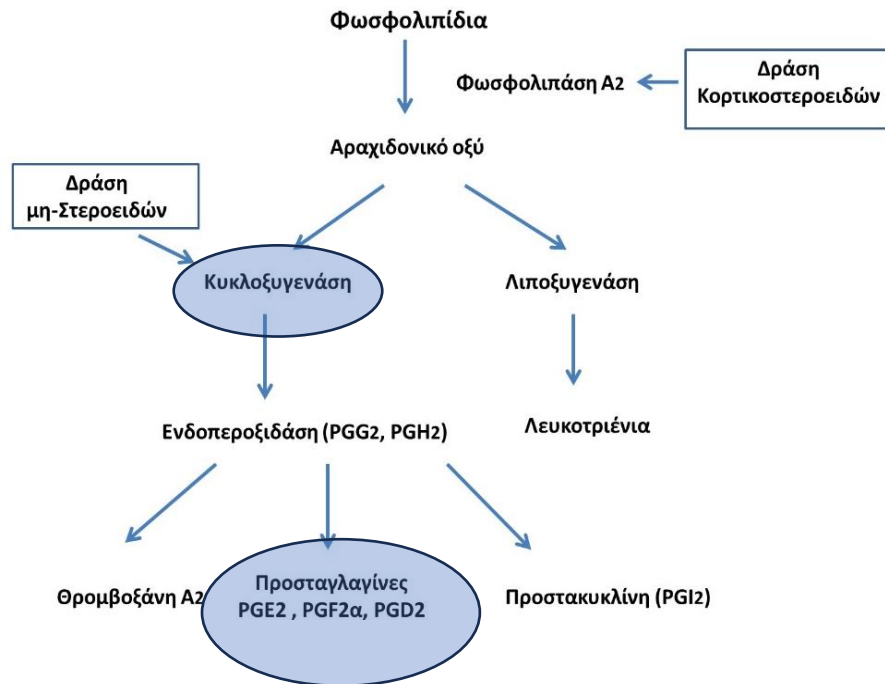 Φωσφολιπίδια
Φωσφολιπάση Α2
Δράση
Κορτικοστεροειδών
Αραχιδονικό οξύ
Δράση
μη-Στεροειδών
Κυκλοξυγενάση
Λιποξυγενάση
Ενδοπεροξιδάση (PGG2, PGH2)
Λευκοτριένια
Θρομβοξάνη Α2
Προσταγλαγίνες
PGE2 , PGF2α, PGD2
Προστακυκλίνη (PGI2)